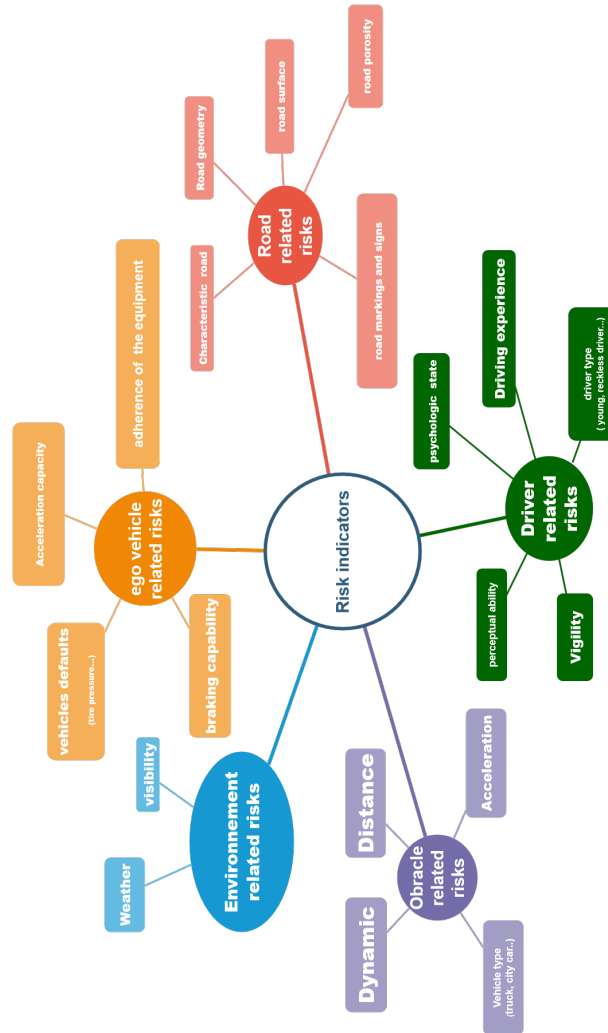 Risk indicators
Environnement
related risks
Weather
visibility
ego vehicle
related risks
vehicles defaults
(tire pressure...)
Acceleration capacity
braking capability
adherence of  the equipment
Road
related
risks
Characteristic  road
Road geometry
road surface
road porosity
road markings and signs
Driver
related
risks
perceptual ability
psychologic  state
Vigility
Driving experience
driver type
( young, reckless driver...)
Obracle
related
risks
Dynamic
Distance
Vehicle type
(truck, city car..)
Acceleration